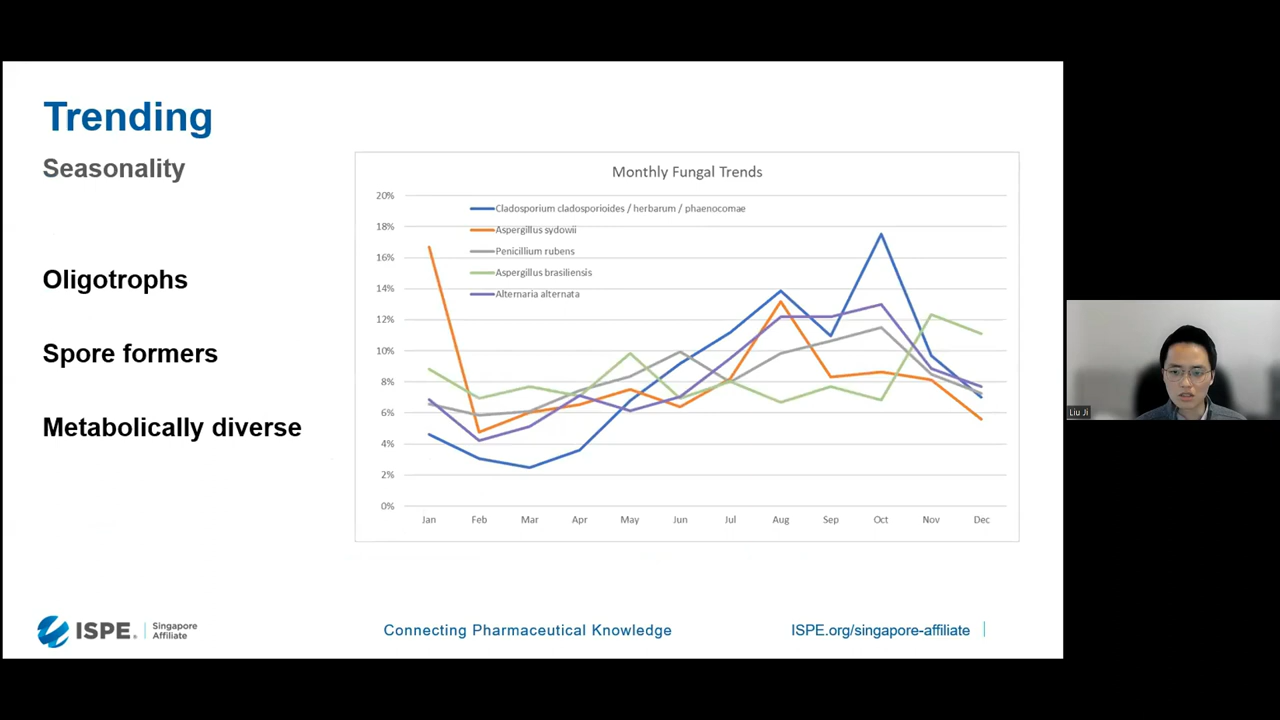 Trending
Seasonality
Oligotrophs
Spore formers
Metabolically diverse
Monthly Fungal Trends
20%
18%
16%
14%
12%
10%
8%
6%
4%
2%
0%
Cladosporium cladosporioides / herbarum / phaenocomae
Aspergillus sydowii
Penicillium rubens
Aspergillus brasiliensis
Alternaria alternata
Jan Feb Mar Apr May Jun Jul Aug Sep Oct Nov Dec
ISPE.
Singapore
Affiliate
Connecting Pharmaceutical Knowledge
ISPE.org/singapore-affiliate
Liu Ji